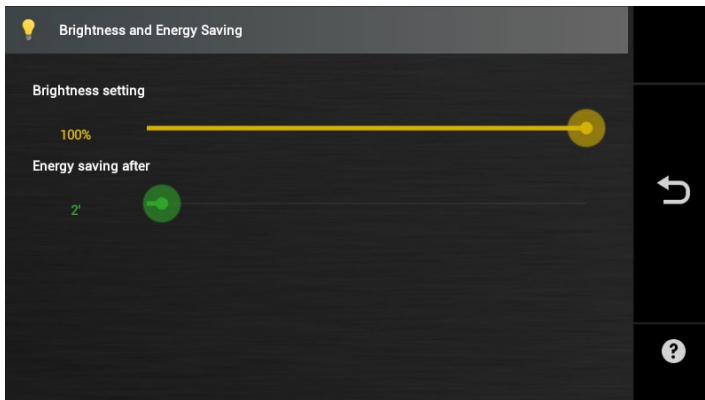 Brightness and Energy Saving
Brightness setting
100%
Energy saving after
2'
?